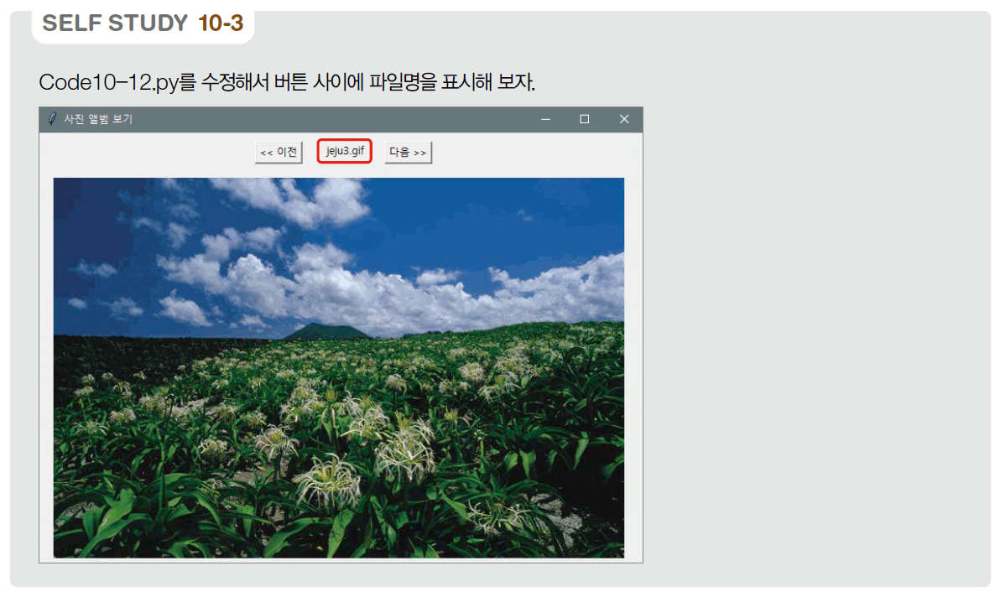 SELF STUDY 10-3
Code10-12.py를 수정해서 버튼 사이에 파일명을 표시해 보자.
사진 앨범 보기
<< 이전 jeju3.gif 다음 >>